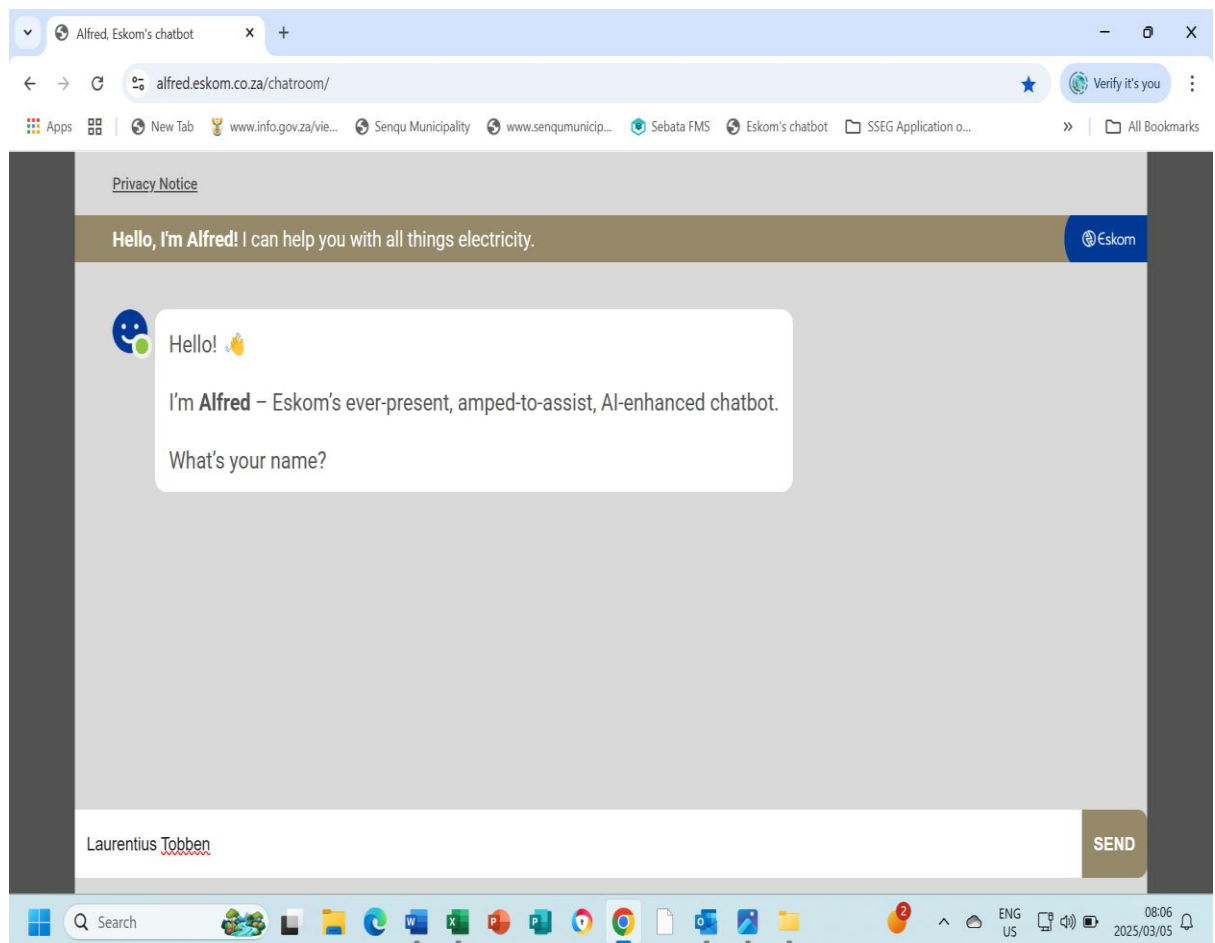 Alfred, Eskom's chatbot
alfred.eskom.co.za/chatroom/
Verify it's you
Apps New Tab www.info.gov.za/vie... Senqu Municipality www.senqumunicip... Sebata FMS Eskom's chatbot SSEG Application o... » All Bookmarks
Privacy Notice
Hello, I'm Alfred! I can help you with all things electricity.
Eskom
Hello!
I'm Alfred – Eskom's ever-present, amped-to-assist, AI-enhanced chatbot.
What's your name?
Laurentius Tobben
SEND
Search
2
ENG
US
08:06
2025/03/05